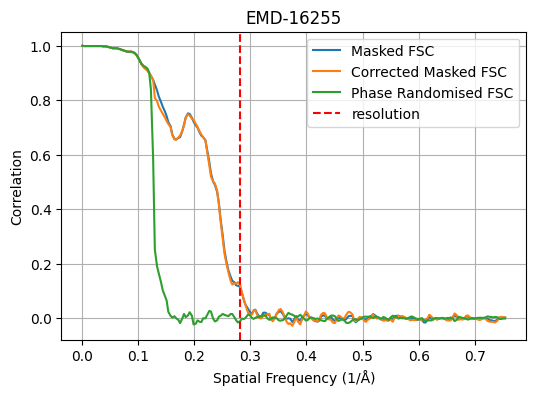 EMD-16255
Masked FSC
Corrected Masked FSC
Phase Randomised FSC
resolution
Correlation
1.0
0.8
0.6
0.4
0.2
0.0
0.0 0.1 0.2 0.3 0.4 0.5 0.6 0.7
Spatial Frequency (1/Å)